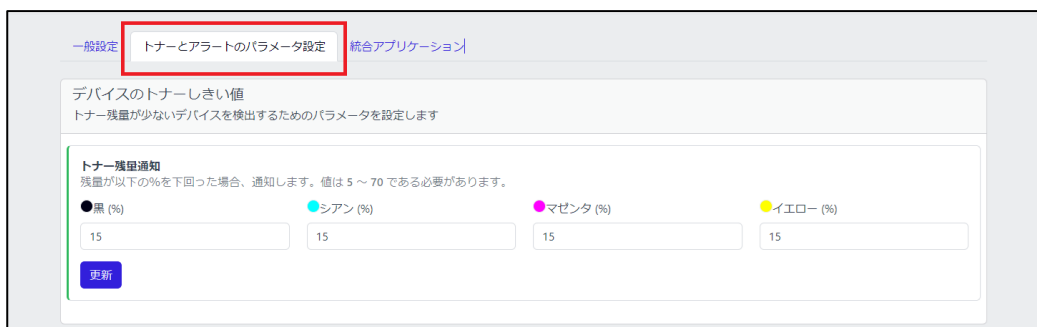 一般設定 トナーとアラートのパラメータ設定 統合アプリケーション
デバイスのトナーしきい値
トナー残量が少ないデバイスを検出するためのパラメータを設定します
トナー残量通知
残量が以下の%を下回った場合、通知します。値は 5 ~ 70 である必要があります。
黒 (%) シアン (%) マゼンタ (%) イエロー (%)
15 15 15 15
更新